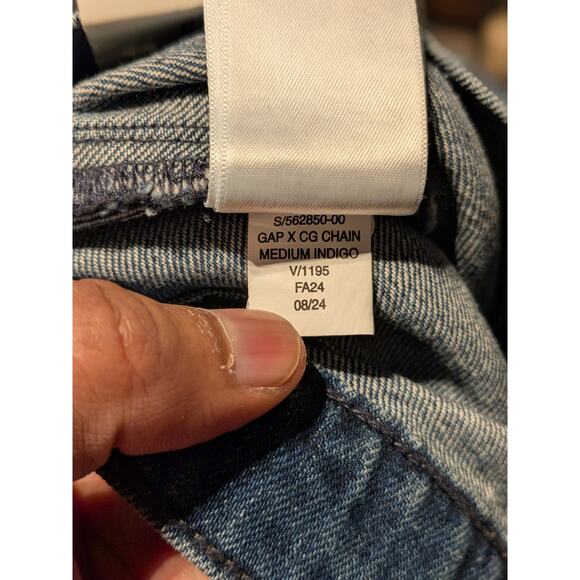 S/562850-00
GAP X CG CHAIN
MEDIUM INDIGO
V/1195
FA24
08/24